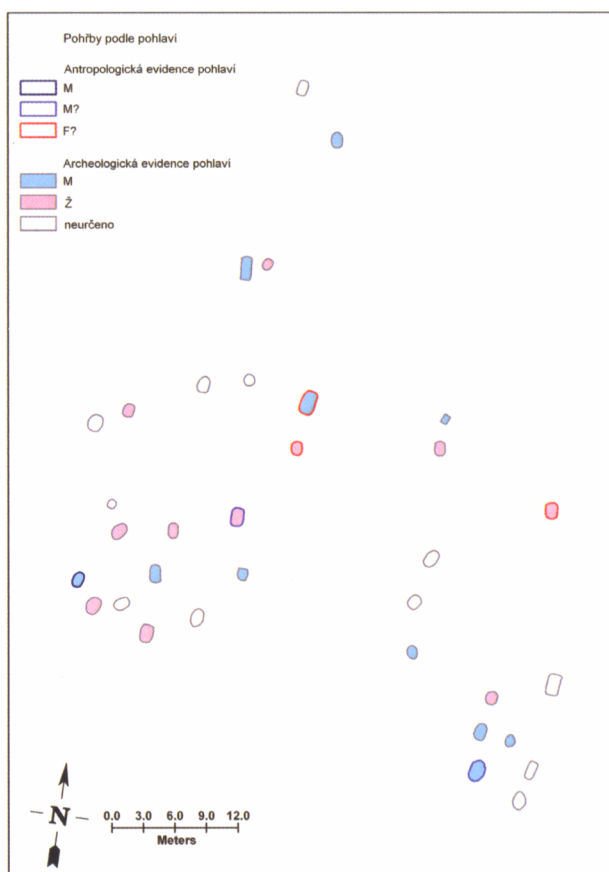 Pohřby podle pohlaví
Antropologická evidence pohlaví
M
M?
F?
Archeologická evidence pohlaví
M
Ž
neurčeno
N
0.0 3.0 6.0 9.0 12.0
Meters